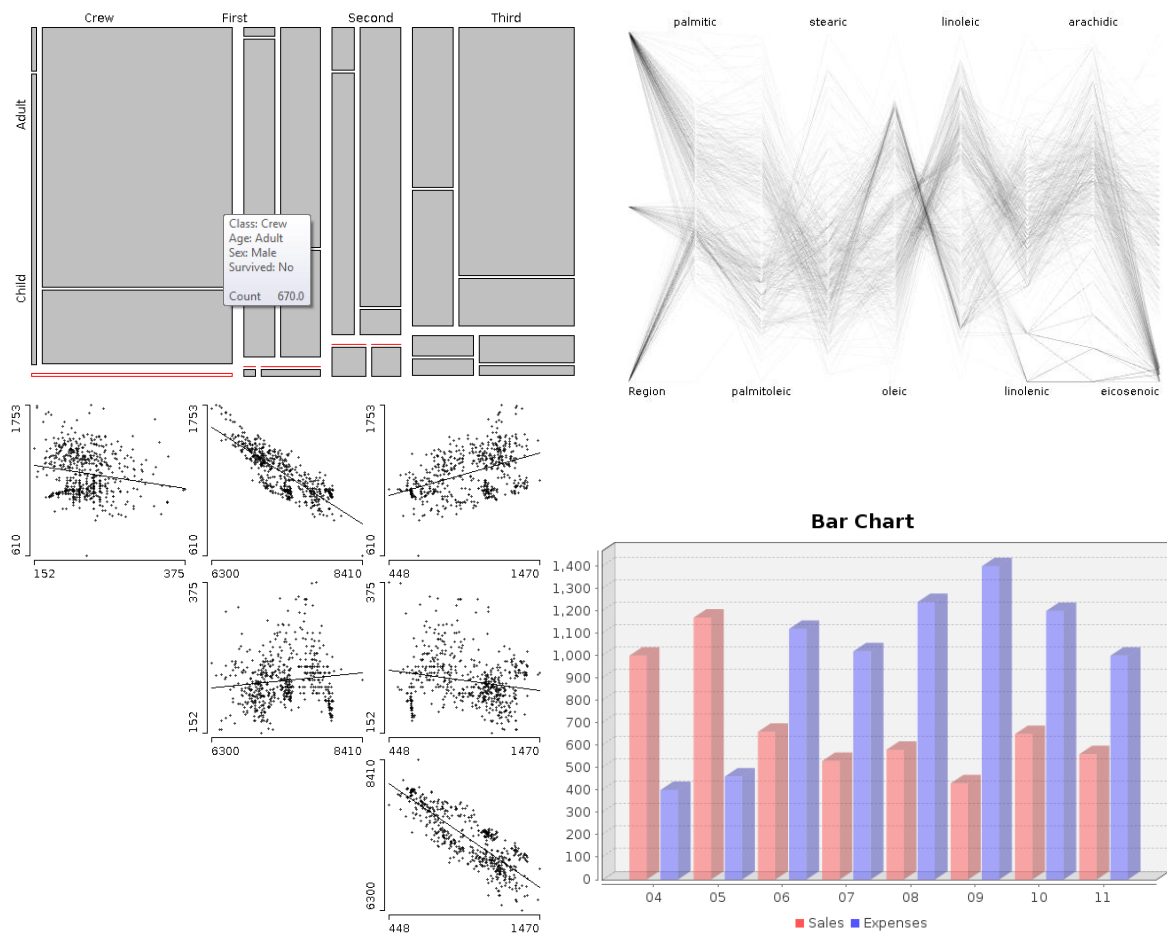 Crew First Second Third
Adult
Child
Class: Crew
Age: Adult
Sex: Male
Survived: No
Count 670.0
palmitic stearic linoleic arachidic
Region palmitoleic oleic linolenic eicosenoic
1753
610
152 375
1753
610
6300 8410
1753
610
448 1470
375
152
6300 8410
375
152
448 1470
8410
6300
448 1470
Bar Chart
1,400
1,300
1,200
1,100
1,000
900
800
700
600
500
400
300
200
100
0
04 05 06 07 08 09 10 11
Sales Expenses